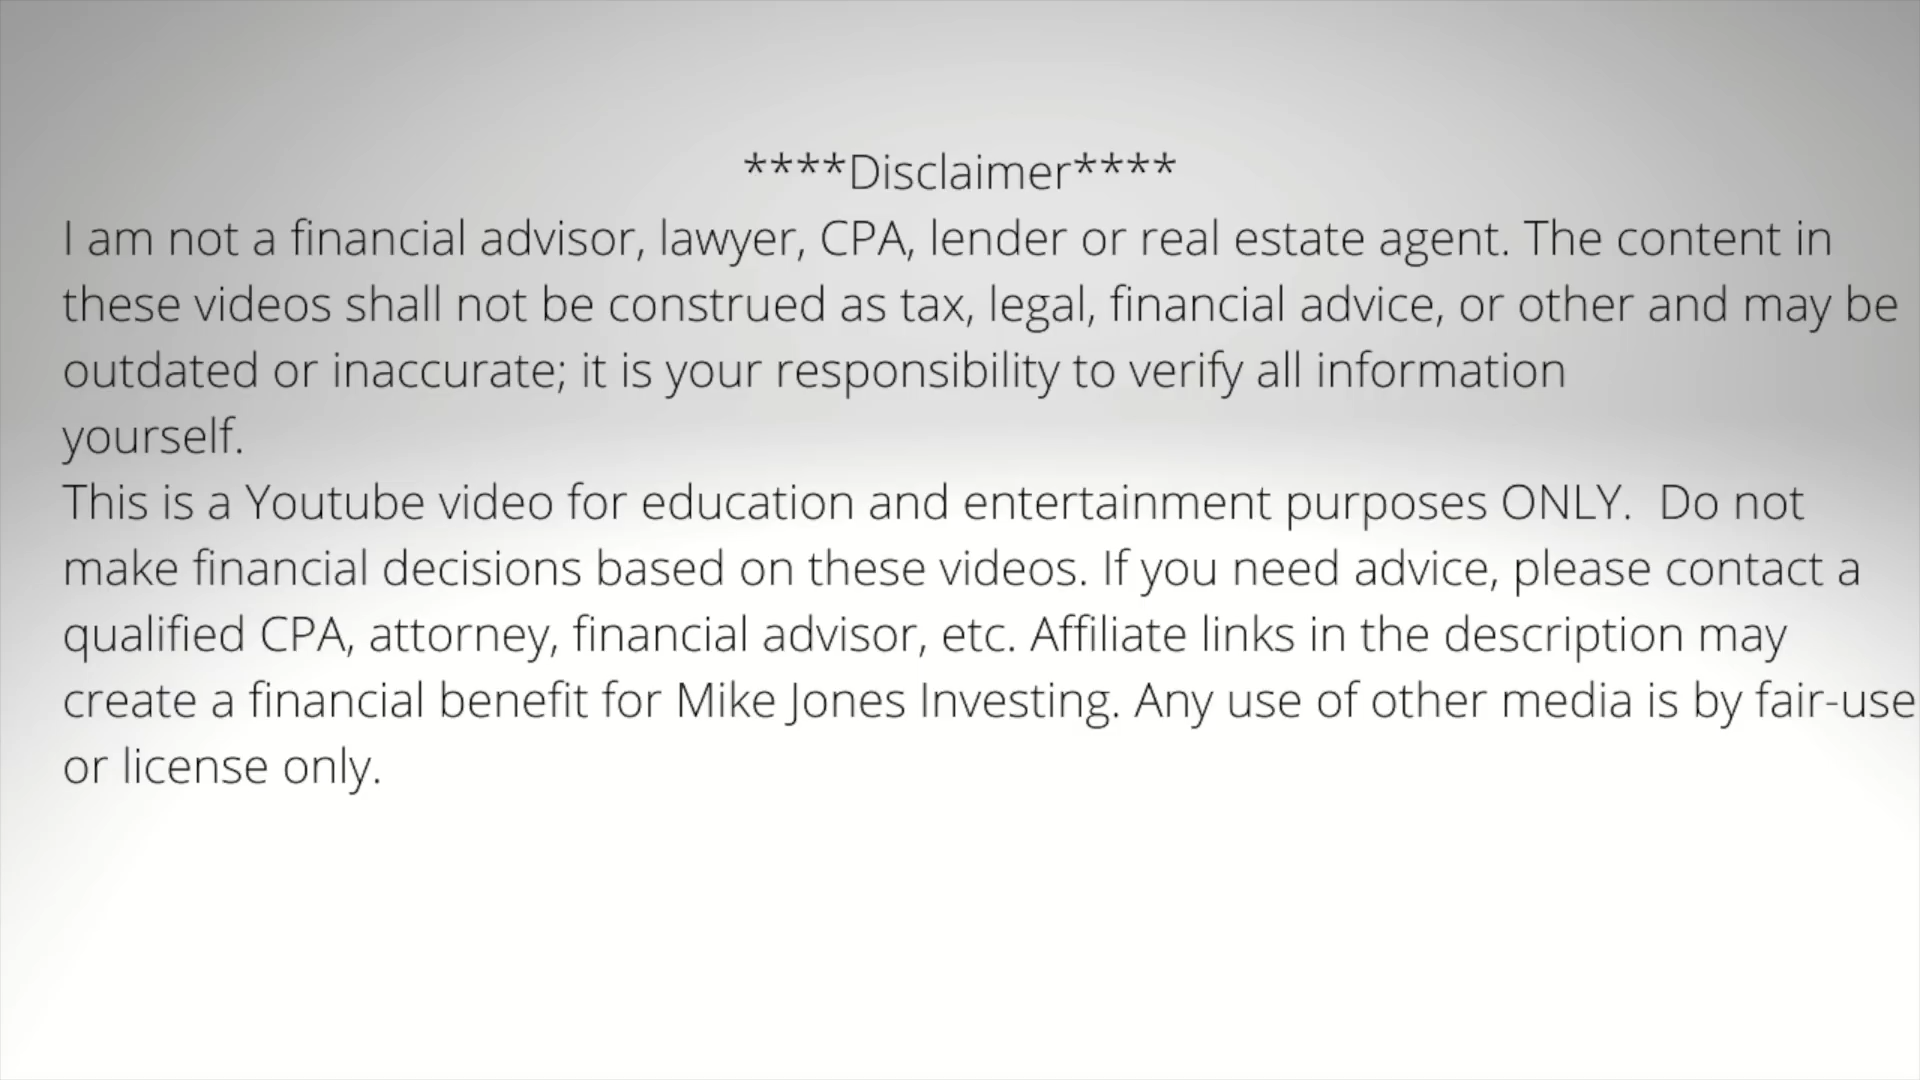 ****Disclaimer****
I am not a financial advisor, lawyer, CPA, lender or real estate agent. The content in
these videos shall not be construed as tax, legal, financial advice, or other and may be
outdated or inaccurate; it is your responsibility to verify all information
yourself.
This is a Youtube video for education and entertainment purposes ONLY.  Do not
make financial decisions based on these videos. If you need advice, please contact a
qualified CPA, attorney, financial advisor, etc. Affiliate links in the description may
create a financial benefit for Mike Jones Investing. Any use of other media is by fair-use
or license only.